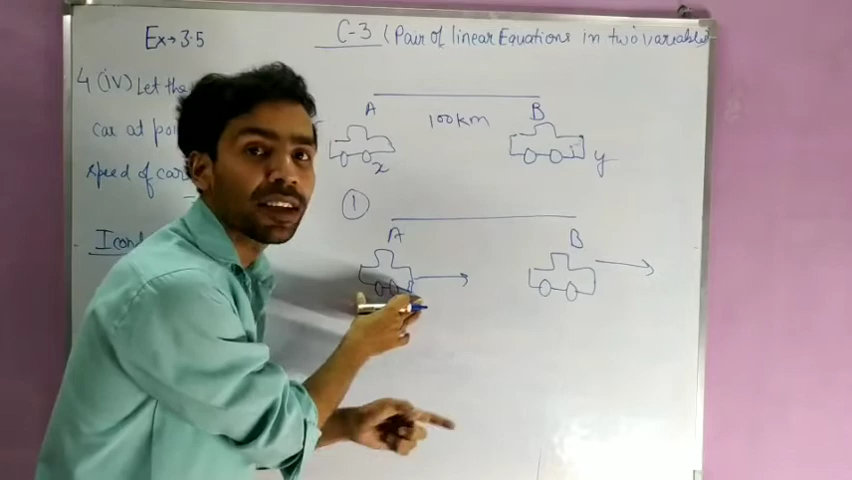 Ex→3.5
C-3 (Pair of linear Equations in two variables)
4 (iv) Let the
car at poi
speed of car
I
A
B
100km
x
y
1
A
B